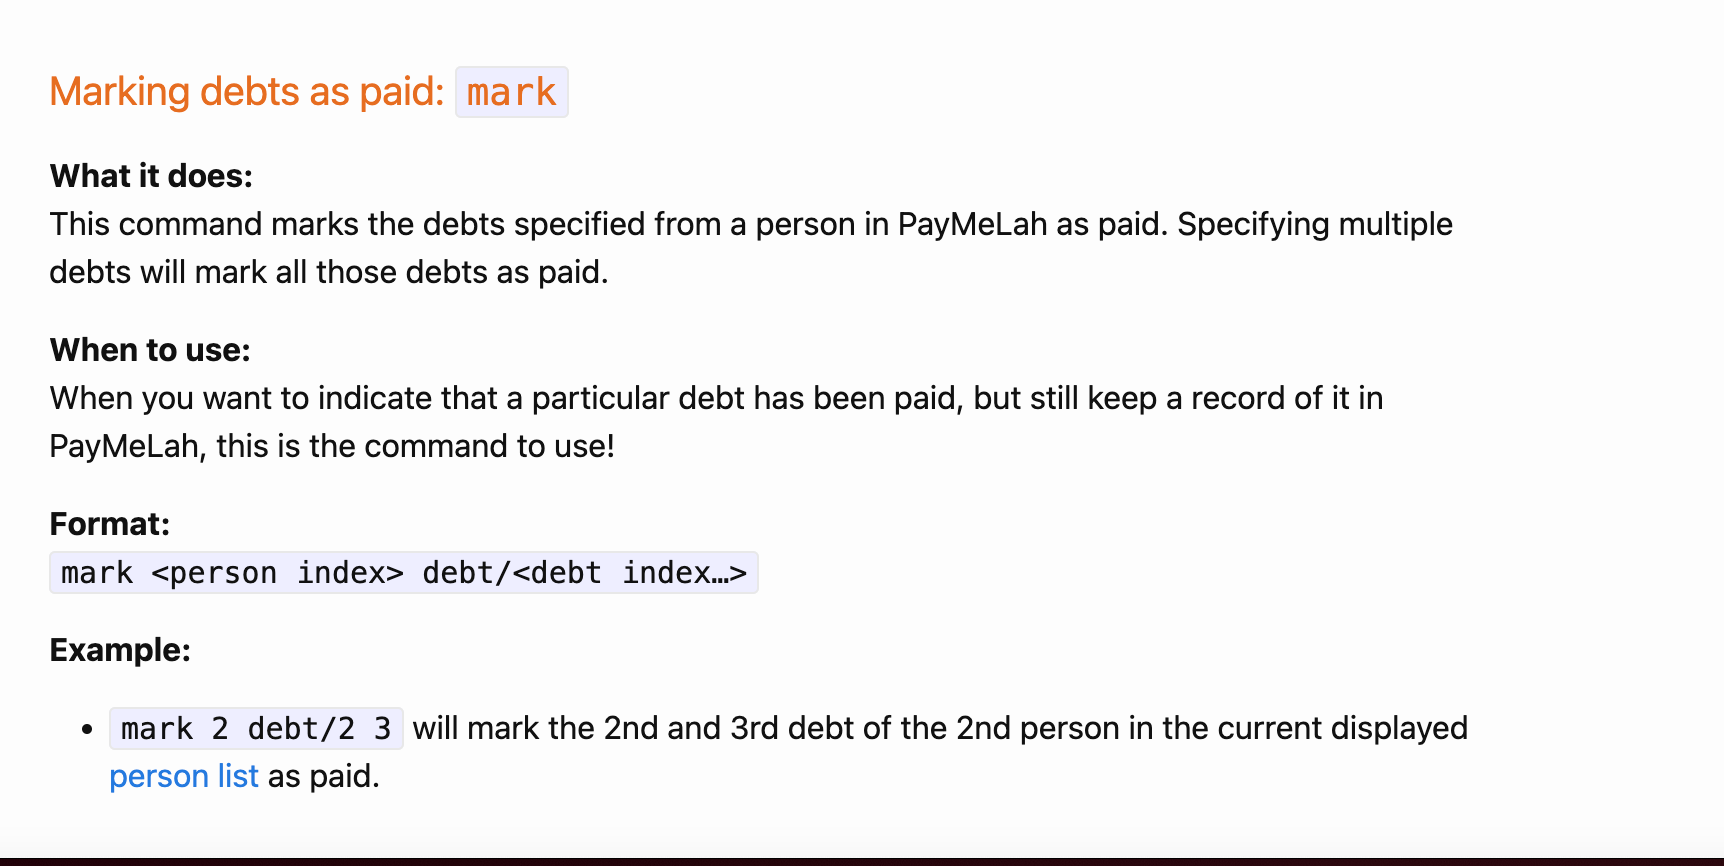 Marking debts as paid: mark
What it does:
This command marks the debts specified from a person in PayMeLah as paid. Specifying multiple
debts will mark all those debts as paid.
When to use:
When you want to indicate that a particular debt has been paid, but still keep a record of it in
PayMeLah, this is the command to use!
Format:
mark <person index> debt/<debt index…>
Example:
• mark 2 debt/2 3 will mark the 2nd and 3rd debt of the 2nd person in the current displayed
person list as paid.